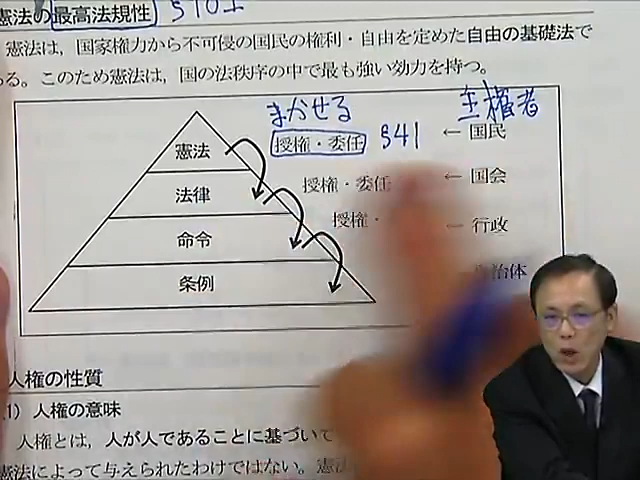 憲法の最高法規性
憲法は，国家権力から不可侵の国民の権利・自由を定めた自由の基礎法で
る。このため憲法は，国の法秩序の中で最も強い効力を持つ。
まかせる 主権者
憲法 授権・委任 §41 ← 国民
法律 授権・委任 ← 国会
命令 授権・ ← 行政
条例 治体
人権の性質
1) 人権の意味
人権とは，人が人であることに基づいて
憲法によって与えられたわけではない。憲